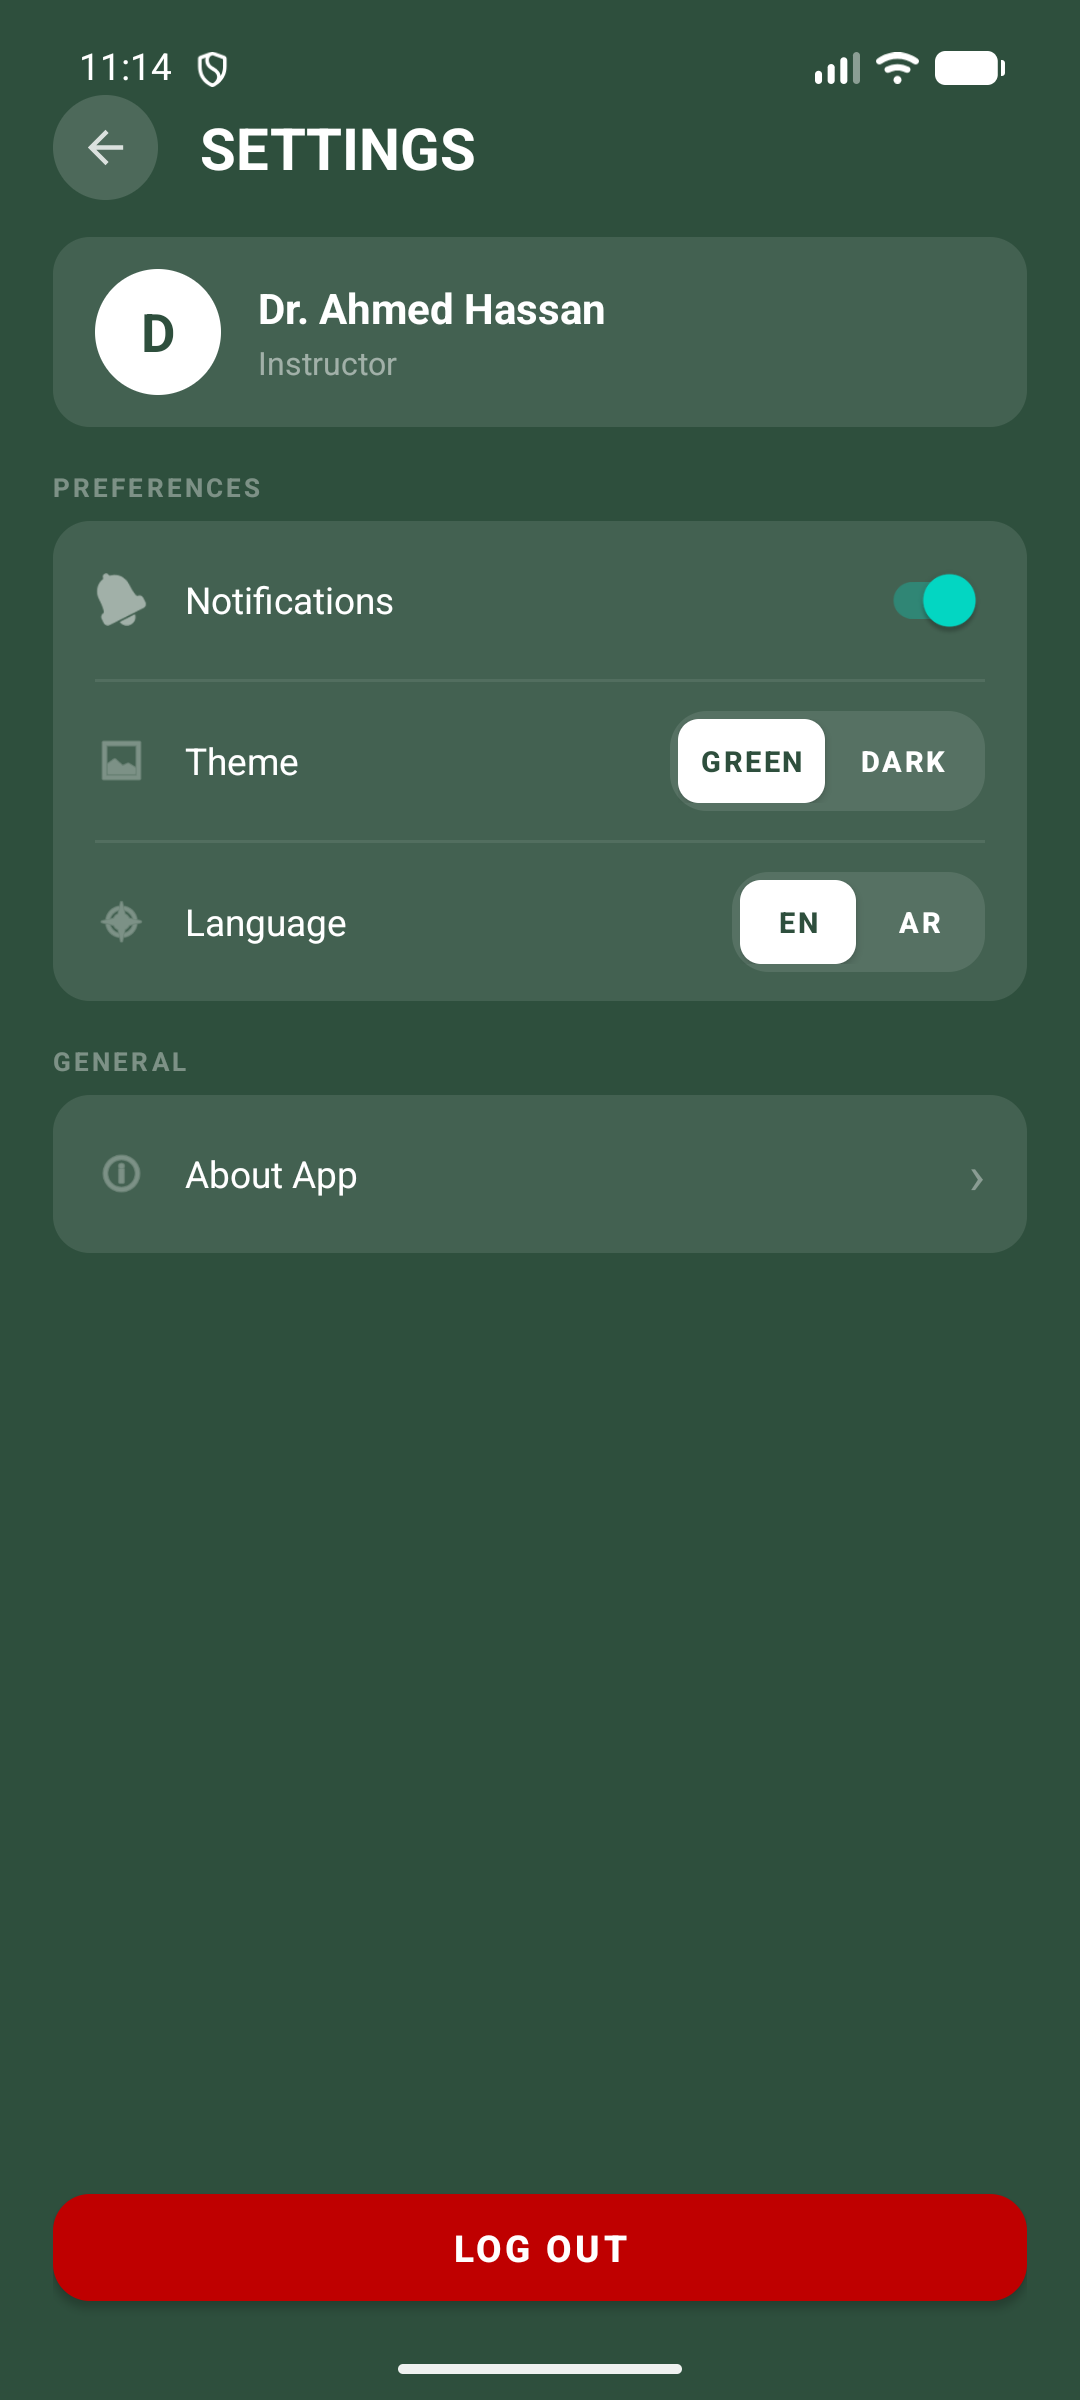 11:14
SETTINGS
D
Dr. Ahmed Hassan
Instructor
PREFERENCES
Notifications
Theme
GREEN
DARK
Language
EN
AR
GENERAL
About App
LOG OUT